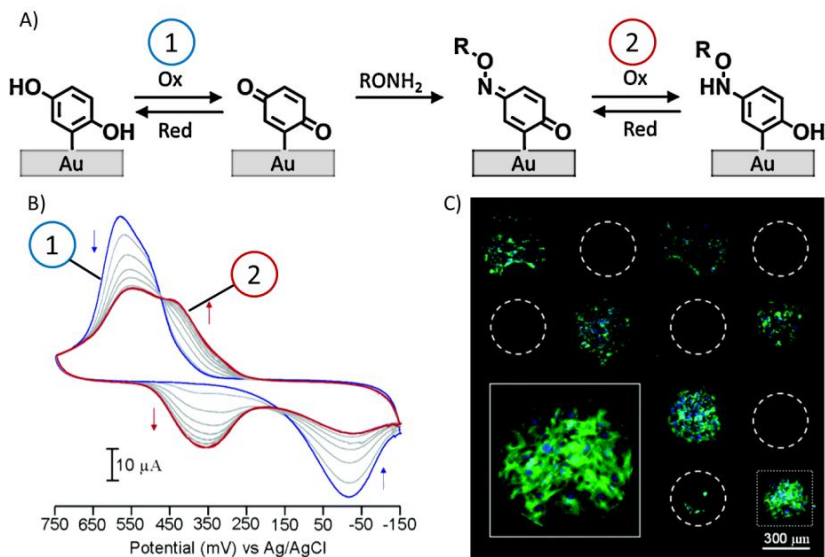 A)
1
2
Ox
Red
RONH₂
Ox
Red
HO
OH
Au
O
O
Au
R
O
N
O
Au
R
O
HN
OH
Au
B)
1
2
10 µA
750 650 550 450 350 250 150 50 -50 -150
Potential (mV) vs Ag/AgCl
C)
300 µm